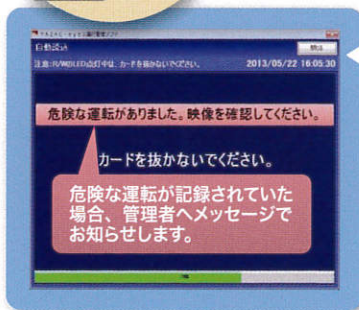 自動読込
注意:R/WのLED点灯中は、カードを抜かないでください。
2013/05/22 16:05:30
危険な運転がありました。映像を確認してください。
カードを抜かないでください。
危険な運転が記録されていた
場合、管理者へメッセージで
お知らせします。